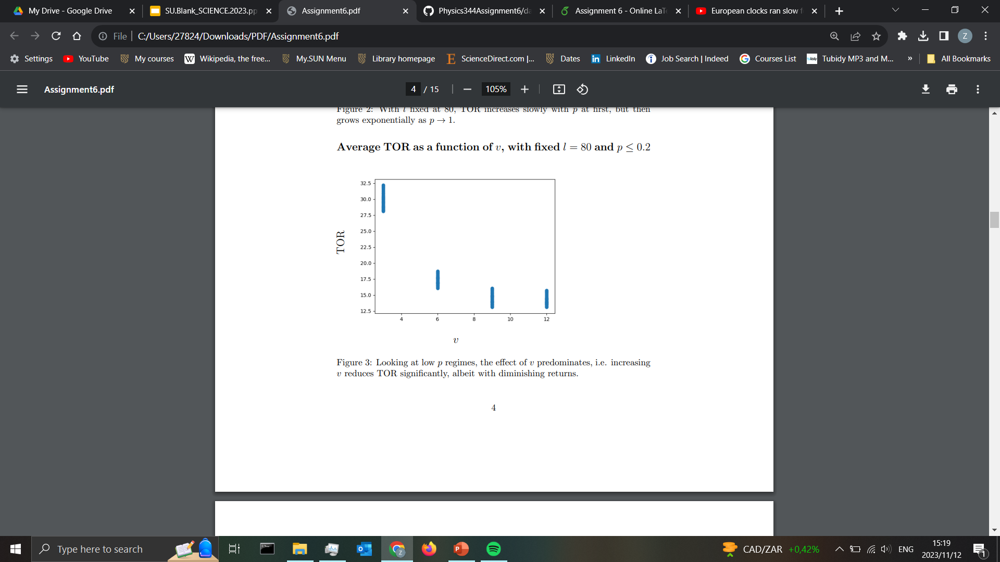 My Drive - Google Drive
SU.Blank_SCIENCE.2023.pp
Assignment6.pdf
Physics344Assignment6/da
Assignment 6 - Online LaTe
European clocks ran slow f
File
C:/Users/27824/Downloads/PDF/Assignment6.pdf
Z
Settings
YouTube
My courses
W
Wikipedia, the free...
My.SUN Menu
Library homepage
E
ScienceDirect.com |...
Dates
in
LinkedIn
Job Search | Indeed
Courses List
Tubidy MP3 and M...
»
All Bookmarks
Assignment6.pdf
4 / 15
105%
Figure 2: With l fixed at 80, TOR increases slowly with p at first, but then
grows exponentially as p → 1.
Average TOR as a function of v, with fixed l = 80 and p ≤ 0.2
32.5
30.0
27.5
25.0
22.5
20.0
17.5
15.0
12.5
TOR
4 6 8 10 12
v
Figure 3: Looking at low p regimes, the effect of v predominates, i.e. increasing
v reduces TOR significantly, albeit with diminishing returns.
4
Type here to search
CAD/ZAR +0,42%
ENG
15:19
2023/11/12
1